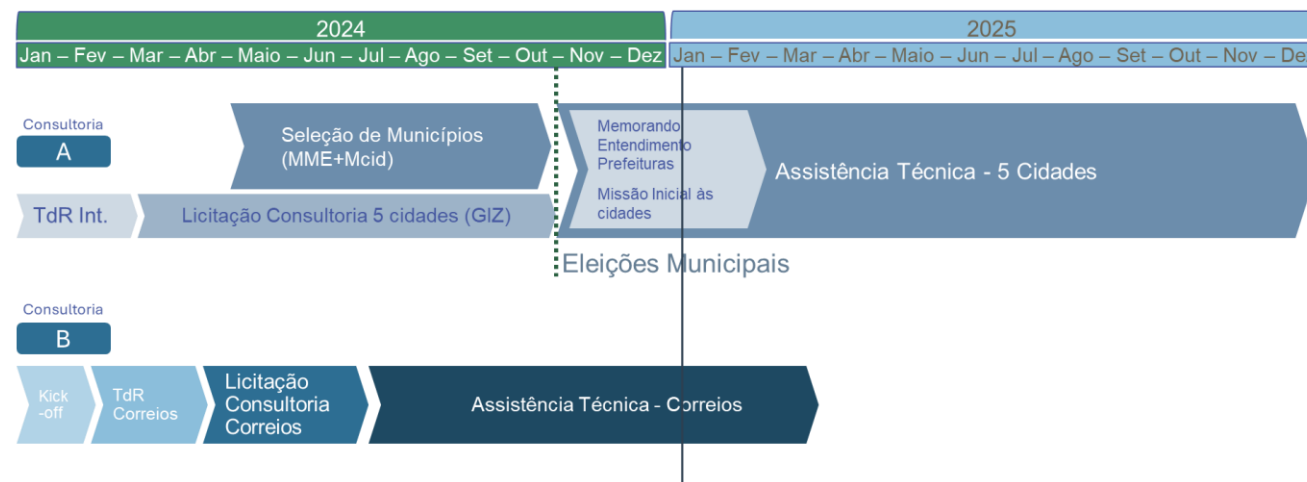 2024
2025
Jan – Fev – Mar – Abr – Maio – Jun – Jul – Ago – Set – Out – Nov – Dez
Jan – Fev – Mar – Abr – Maio – Jun – Jul – Ago – Set – Out – Nov – De
Consultoria
A
Seleção de Municípios
(MME+Mcid)
Memorando
Entendimento
Prefeituras
Missão Inicial às
cidades
Assistência Técnica - 5 Cidades
TdR Int.
Licitação Consultoria 5 cidades (GIZ)
Eleições Municipais
Consultoria
B
Kick
-off
TdR
Correios
Licitação
Consultoria
Correios
Assistência Técnica - Correios